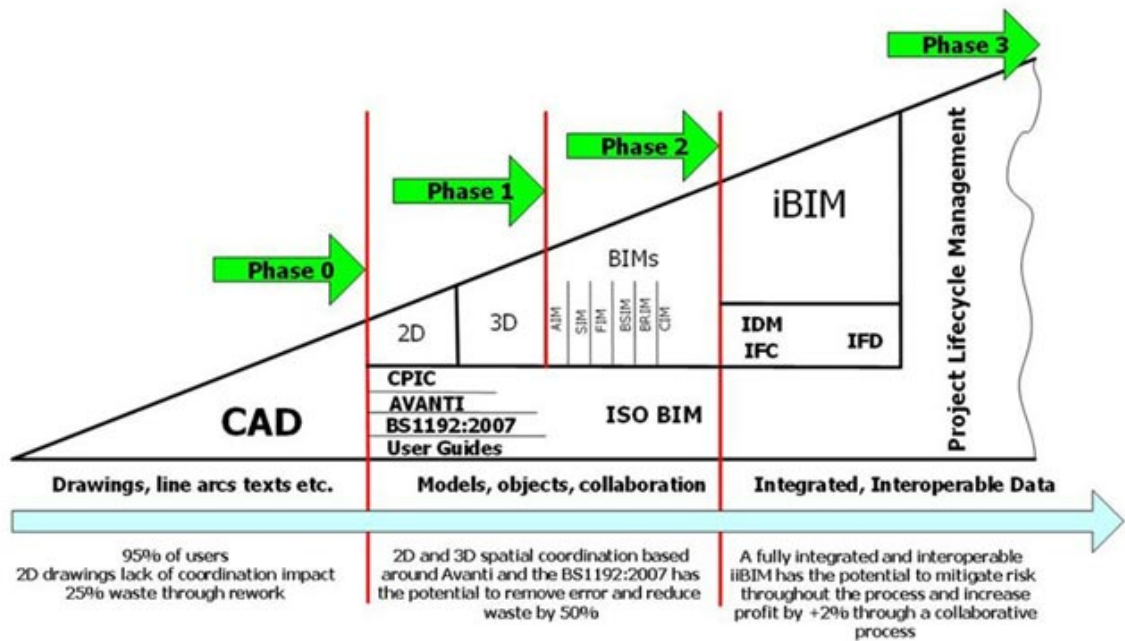 Phase 3
Phase 2
Phase 1
Phase 0
iBIM
BIMs
2D
3D
AIM
SIM
FIM
BSIM
BRIM
CIM
IDM
IFC
IFD
Project Lifecycle Management
CAD
CPIC
AVANTI
BS1192:2007
User Guides
ISO BIM
Drawings, line arcs texts etc.
Models, objects, collaboration
Integrated, Interoperable Data
95% of users
2D drawings lack of coordination impact
25% waste through rework
2D and 3D spatial coordination based
around Avanti and the BS1192:2007 has
the potential to remove error and reduce
waste by 50%
A fully integrated and interoperable
iiBIM has the potential to mitigate risk
throughout the process and increase
profit by +2% through a collaborative
process